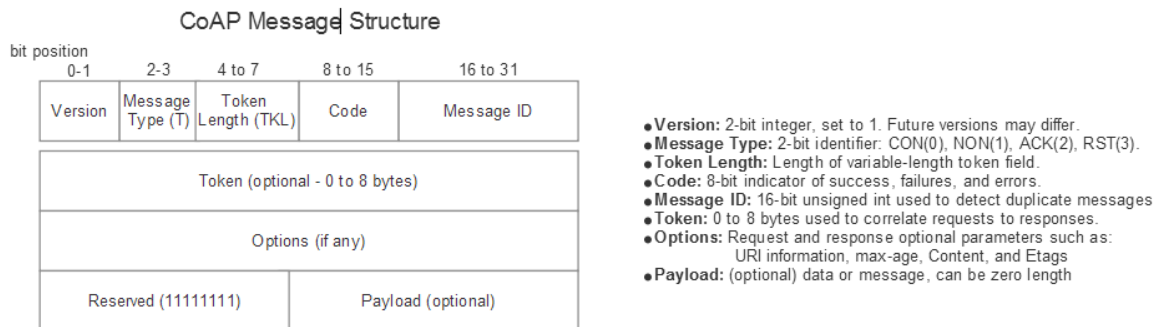 CoAP Message Structure
bit position
0-1 2-3 4 to 7 8 to 15 16 to 31
Version
Message
Type (T)
Token
Length (TKL)
Code
Message ID
Token (optional - 0 to 8 bytes)
Options (if any)
Reserved (11111111)
Payload (optional)
● Version: 2-bit integer, set to 1. Future versions may differ.
● Message Type: 2-bit identifier: CON(0), NON(1), ACK(2), RST(3).
● Token Length: Length of variable-length token field.
● Code: 8-bit indicator of success, failures, and errors.
● Message ID: 16-bit unsigned int used to detect duplicate messages
● Token: 0 to 8 bytes used to correlate requests to responses.
● Options: Request and response optional parameters such as:
URI information, max-age, Content, and Etags
● Payload: (optional) data or message, can be zero length